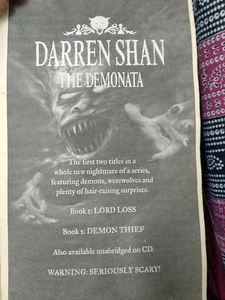 DARREN SHAN
THE DEMONATA
The first two titles in a
whole new nightmare of a series,
featuring demons, werewolves and
plenty of hair-raising surprises.
Book 1: LORD LOSS
Book 2: DEMON THIEF
Also available unabridged on CD.
WARNING: SERIOUSLY SCARY!